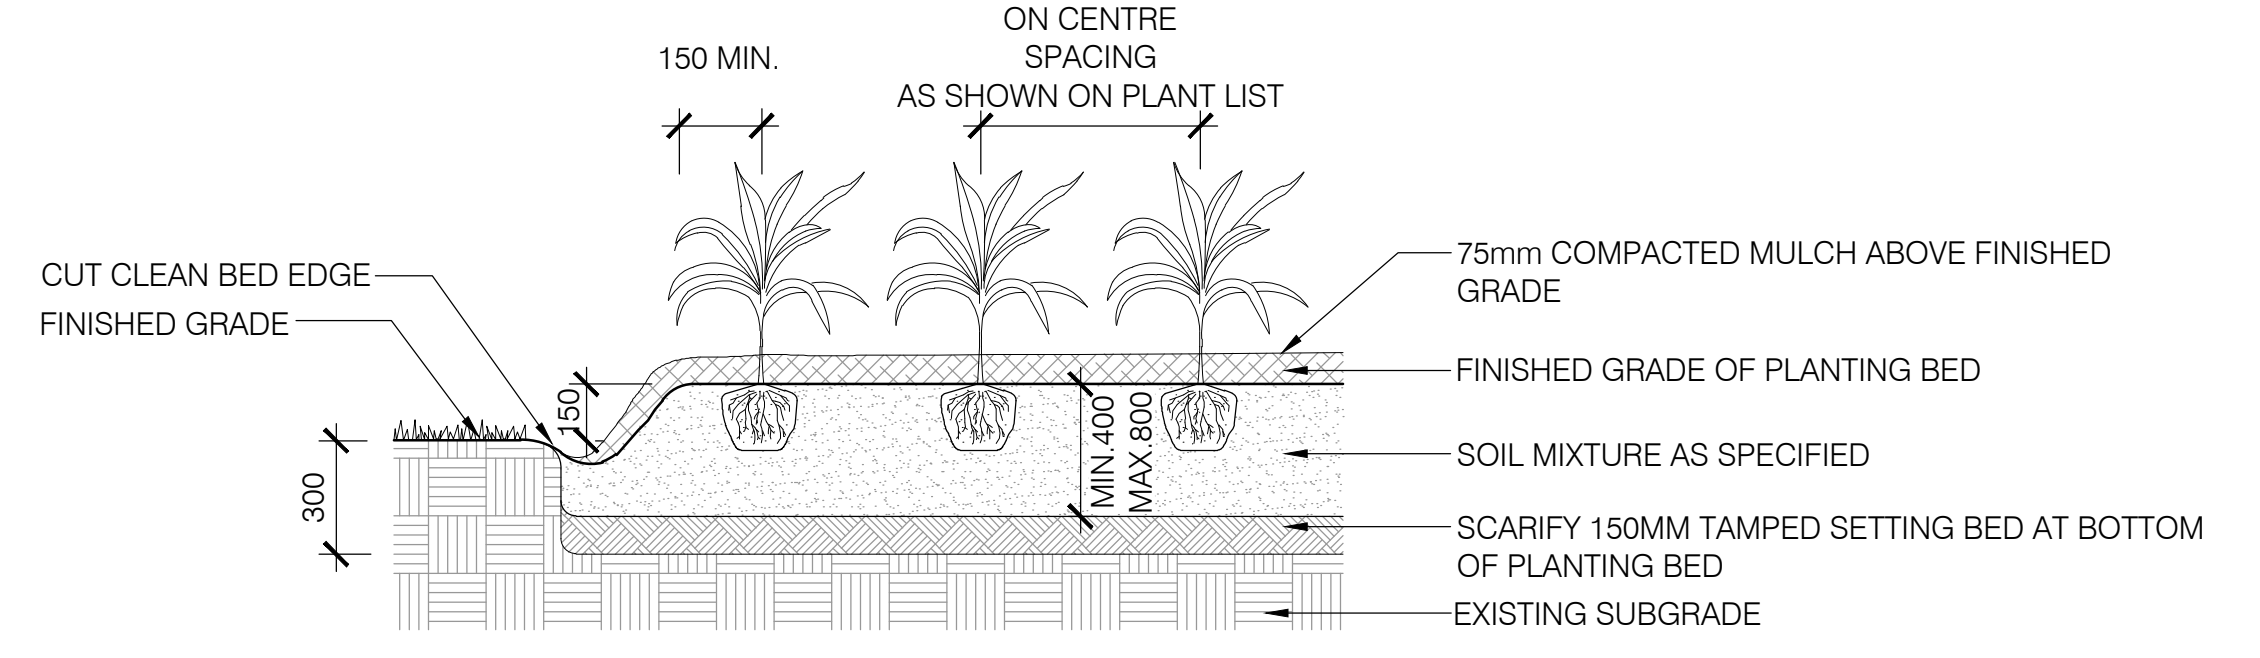 ON CENTRE
SPACING
AS SHOWN ON PLANT LIST
150 MIN.
75mm COMPACTED MULCH ABOVE FINISHED
GRADE
CUT CLEAN BED EDGE
FINISHED GRADE
FINISHED GRADE OF PLANTING BED
150
MIN.400
MAX.800
SOIL MIXTURE AS SPECIFIED
300
SCARIFY 150MM TAMPED SETTING BED AT BOTTOM
OF PLANTING BED
EXISTING SUBGRADE